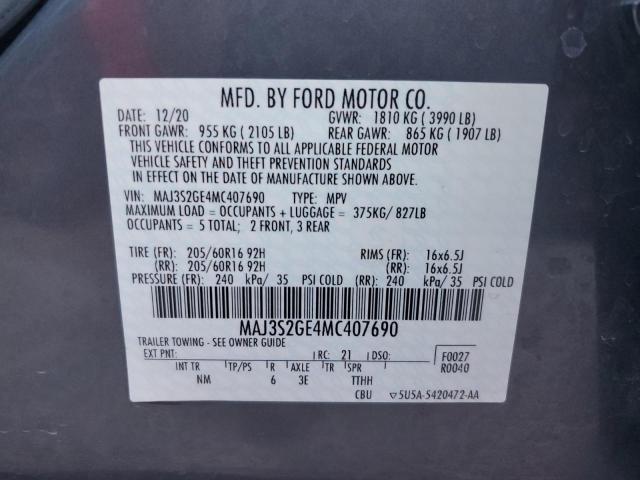 MFD. BY FORD MOTOR CO.
DATE: 12/20 GVWR: 1810 KG ( 3990 LB)
FRONT GAWR: 955 KG ( 2105 LB) REAR GAWR: 865 KG ( 1907 LB)
THIS VEHICLE CONFORMS TO ALL APPLICABLE FEDERAL MOTOR
VEHICLE SAFETY AND THEFT PREVENTION STANDARDS
IN EFFECT ON THE DATE OF MANUFACTURE SHOWN ABOVE.
VIN: MAJ3S2GE4MC407690 TYPE: MPV
MAXIMUM LOAD = OCCUPANTS + LUGGAGE = 375KG/ 827LB
OCCUPANTS = 5 TOTAL; 2 FRONT, 3 REAR
TIRE (FR): 205/60R16 92H RIMS (FR): 16x6.5J
(RR): 205/60R16 92H (RR): 16x6.5J
PRESSURE (FR): 240 kPa/ 35 PSI COLD (RR): 240 kPa/ 35 PSI COLD
MAJ3S2GE4MC407690
TRAILER TOWING - SEE OWNER GUIDE
EXT PNT: RC: 21 DSO: F0027
INT TR TP/PS R AXLE TR SPR R0040
NM 6 3E TTHH
CBU ▽5U5A-5420472-AA